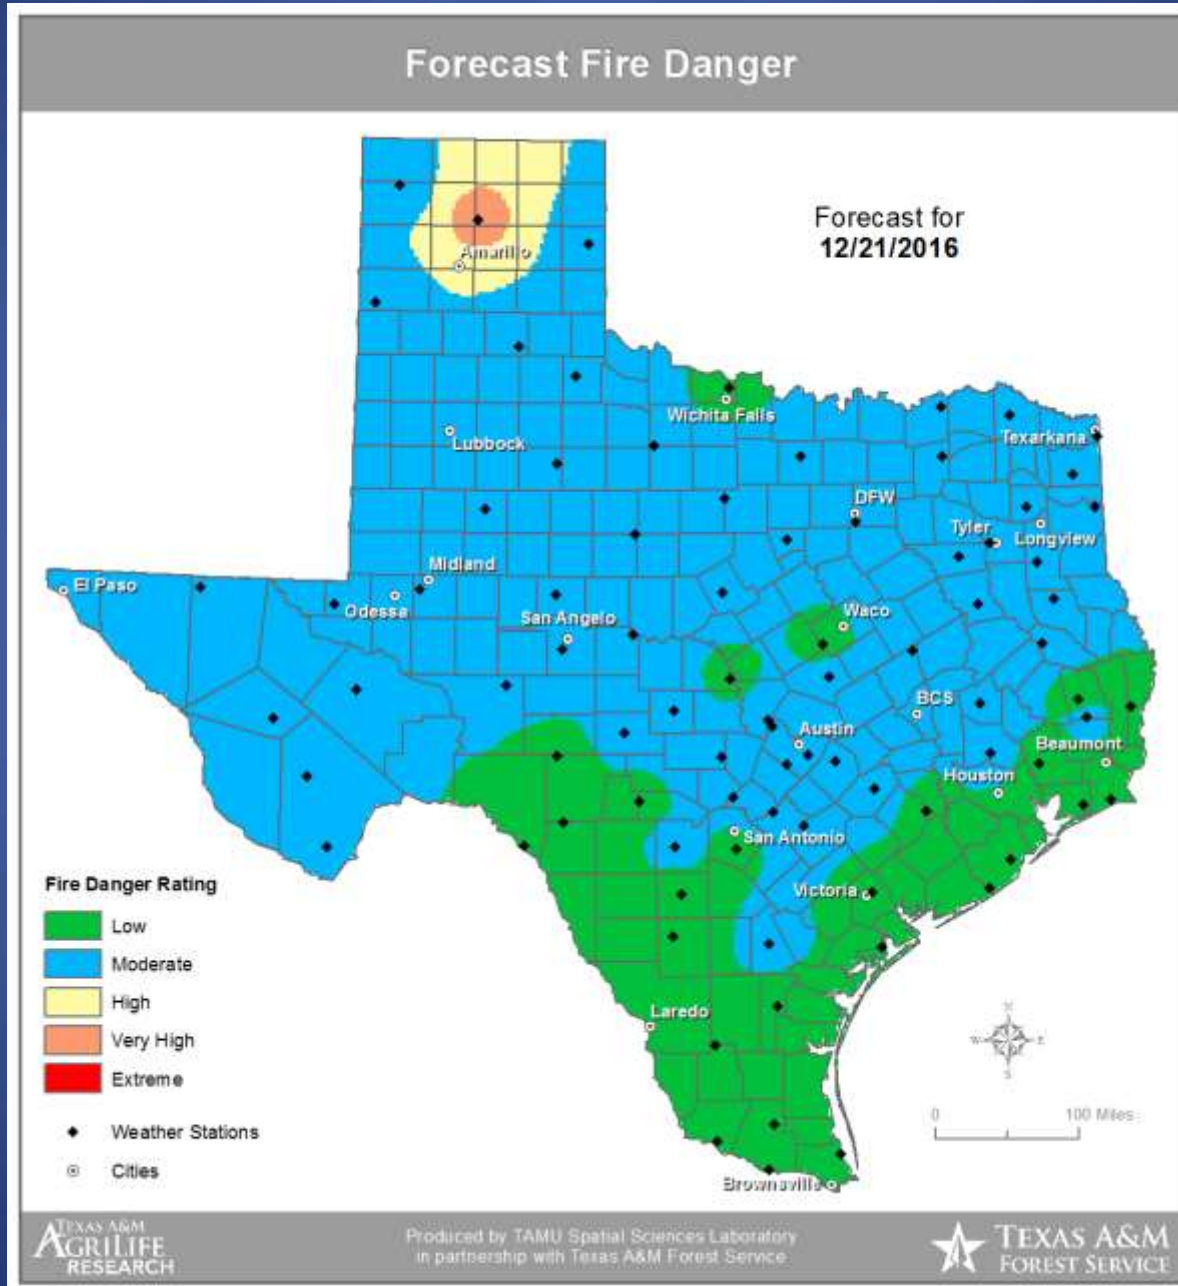 Forecast Fire Danger
Forecast for
12/21/2016
Amarillo
Wichita Falls
Lubbock
Texarkana
DFW
Tyler
Longview
Midland
El Paso
Odessa
San Angelo
Waco
BCS
Austin
Beaumont
Houston
San Antonio
Victoria
Laredo
Brownsville
Fire Danger Rating
Low
Moderate
High
Very High
Extreme
Weather Stations
Cities
N
W E
S
0 100 Miles
TEXAS A&M
AGRILIFE
RESEARCH
Produced by TAMU Spatial Sciences Laboratory
in partnership with Texas A&M Forest Service
TEXAS A&M
FOREST SERVICE